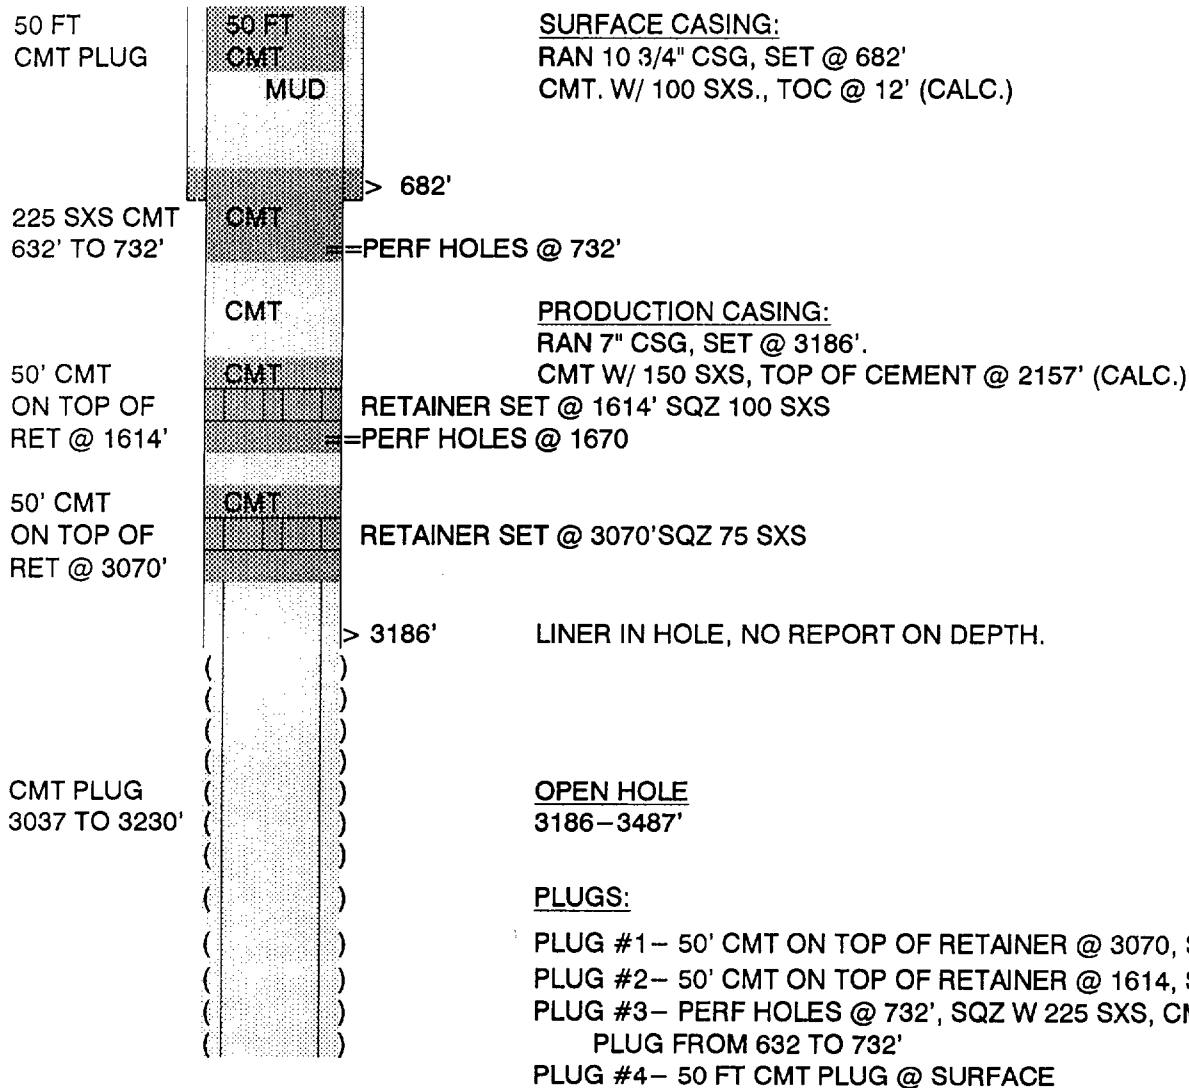 50 FT
CMT PLUG
50 FT
CMT
MUD
SURFACE CASING:
RAN 10 3/4" CSG, SET @ 682'
CMT. W/ 100 SXS., TOC @ 12' (CALC.)
> 682'
225 SXS CMT
632' TO 732'
CMT
==PERF HOLES @ 732'
CMT
PRODUCTION CASING:
RAN 7" CSG, SET @ 3186'.
CMT W/ 150 SXS, TOP OF CEMENT @ 2157' (CALC.)
50' CMT
ON TOP OF
RET @ 1614'
CMT
RETAINER SET @ 1614' SQZ 100 SXS
==PERF HOLES @ 1670
50' CMT
ON TOP OF
RET @ 3070'
CMT
RETAINER SET @ 3070'SQZ 75 SXS
> 3186'
LINER IN HOLE, NO REPORT ON DEPTH.
CMT PLUG
3037 TO 3230'
OPEN HOLE
3186-3487'
PLUGS:
PLUG #1- 50' CMT ON TOP OF RETAINER @ 3070,
PLUG #2- 50' CMT ON TOP OF RETAINER @ 1614,
PLUG #3- PERF HOLES @ 732', SQZ W 225 SXS,
PLUG FROM 632 TO 732'
PLUG #4- 50 FT CMT PLUG @ SURFACE